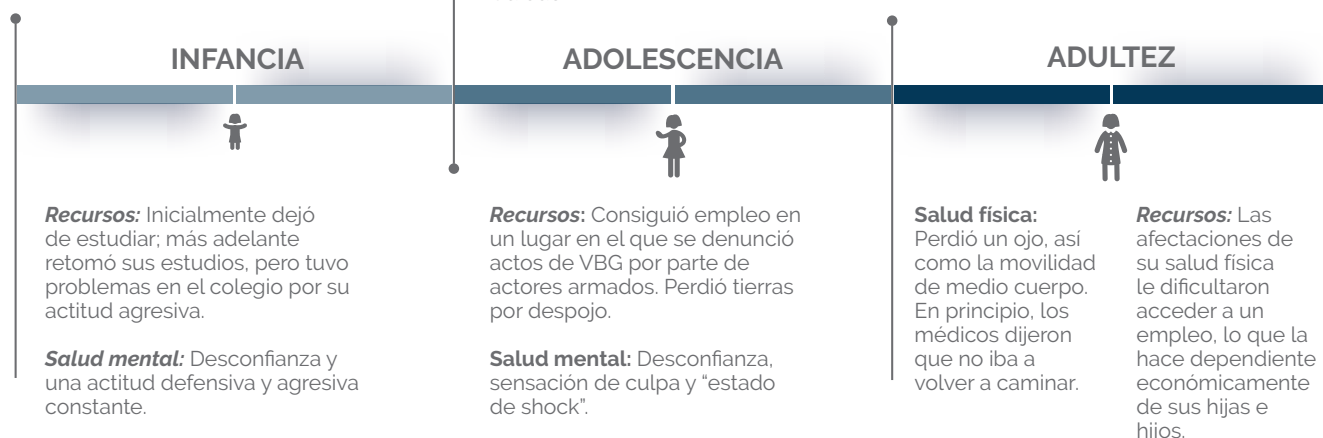 INFANCIA
ADOLESCENCIA
ADULTEZ
Recursos: Inicialmente dejó
de estudiar; más adelante
retomó sus estudios, pero tuvo
problemas en el colegio por su
actitud agresiva.
Salud mental: Desconfianza y
una actitud defensiva y agresiva
constante.
Recursos: Consiguió empleo en
un lugar en el que se denunció
actos de VBG por parte de
actores armados. Perdió tierras
por despojo.
Salud mental: Desconfianza,
sensación de culpa y “estado
de shock”.
Salud física:
Perdió un ojo, así
como la movilidad
de medio cuerpo.
En principio, los
médicos dijeron
que no iba a
volver a caminar.
Recursos: Las
afectaciones de
su salud física
le dificultaron
acceder a un
empleo, lo que la
hace dependiente
económicamente
de sus hijas e
hijos.